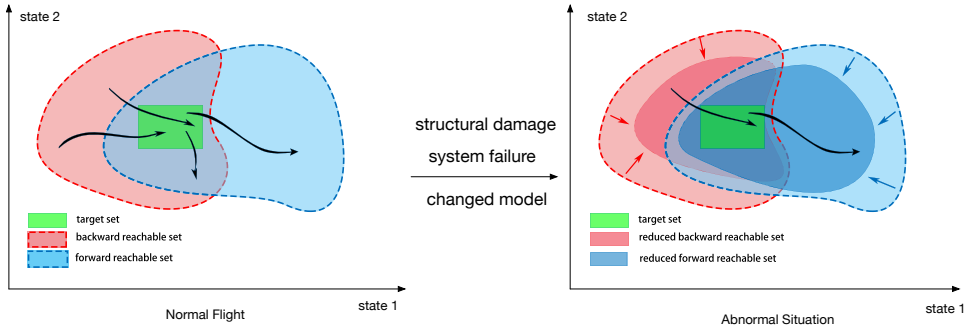 state 2
target set
backward reachable set
forward reachable set
state 1
Normal Flight
structural damage
system failure
changed model
state 2
target set
reduced backward reachable set
reduced forward reachable set
state 1
Abnormal Situation